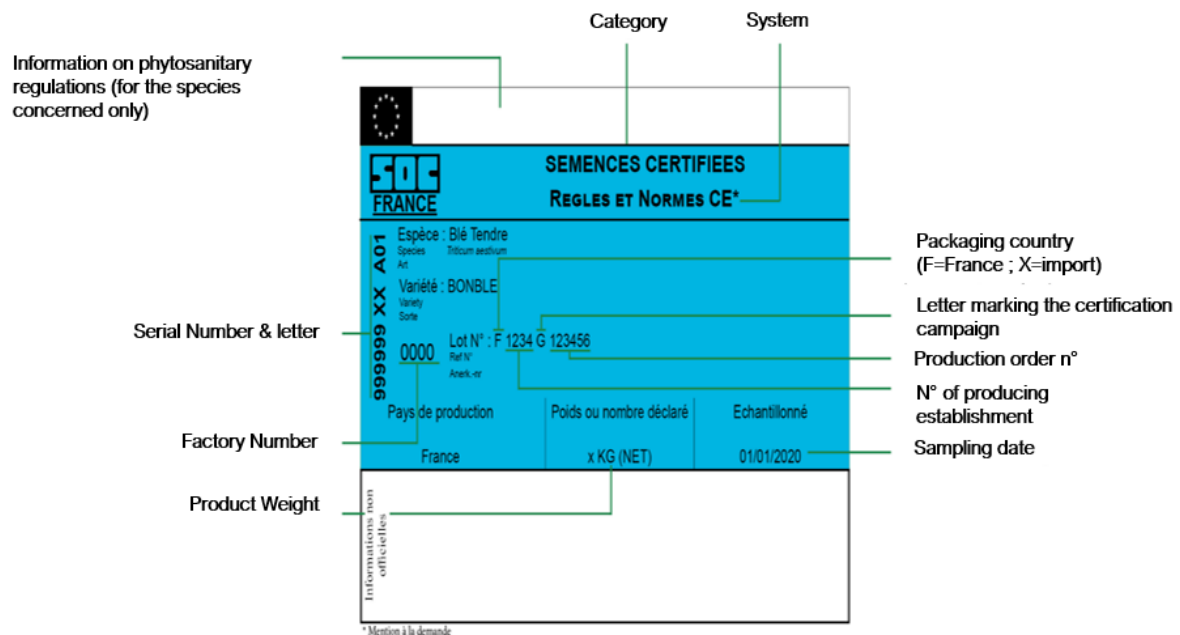 Category
System
Information on phytosanitary
regulations (for the species
concerned only)
SOC
FRANCE
SEMENCES CERTIFIEES
REGLES ET NORMES CE*
Espèce : Blé Tendre
Species Triticum aestivum
Art
Variété : BONBLE
Variety
Sorte
Lot N° : F 1234 G 123456
Ref N°
Anerk.-nr
0000
999999 XX A01
Packaging country
(F=France ; X=import)
Letter marking the certification
campaign
Production order n°
N° of producing
establishment
Sampling date
Serial Number & letter
Factory Number
Product Weight
Pays de production
Poids ou nombre déclaré
Echantillonné
France
x KG (NET)
01/01/2020
Informations non
officielles
* Mention à la demande